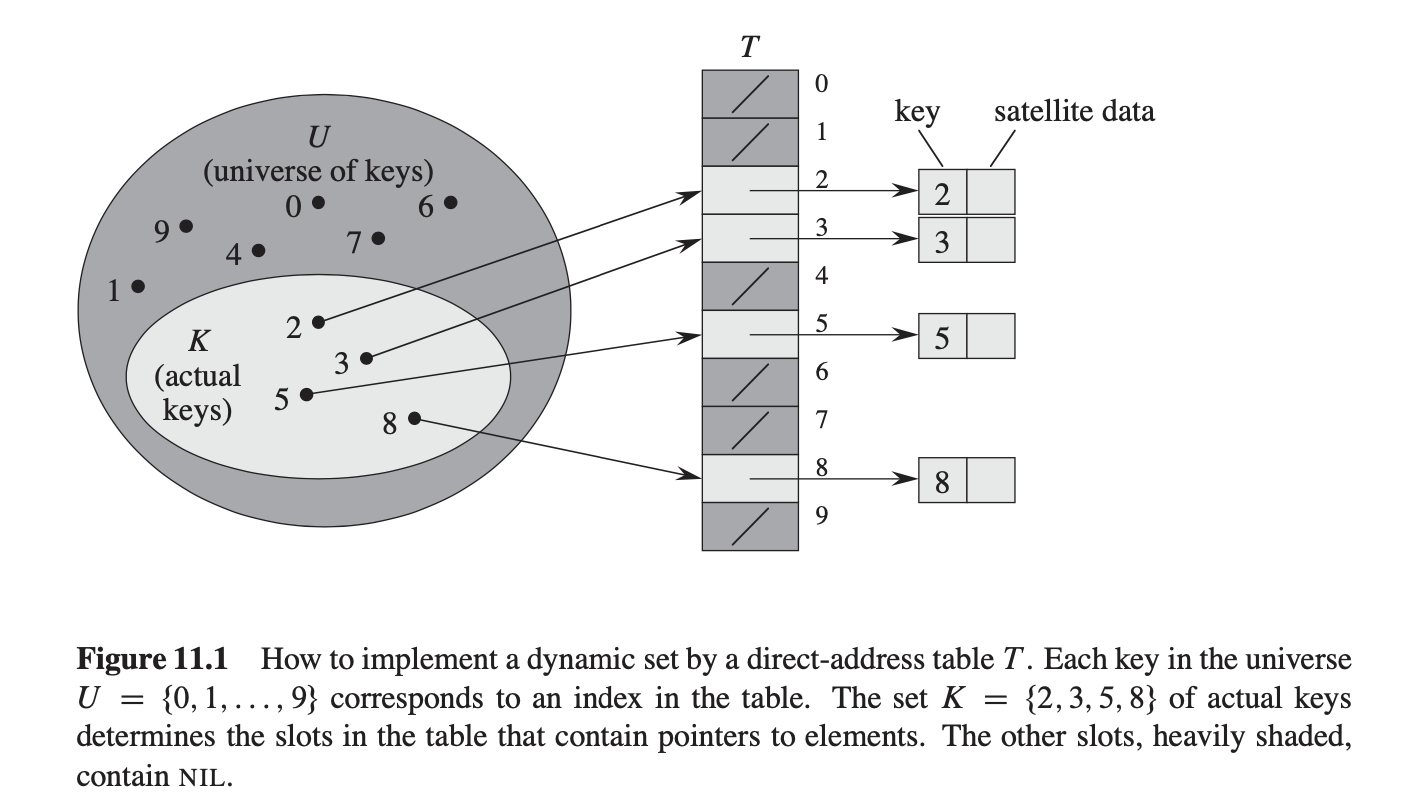 T
0
key satellite data
U
1
(universe of keys)
2
2
0
6
9
3
3
7
4
4
1
2
5
5
K
3
(actual
6
keys)
5
8
7
8
8
9
Figure 11.1 How to implement a dynamic set by a direct-address table T. Each key in the universe
U = {0, 1, . . . , 9} corresponds to an index in the table. The set K = {2, 3, 5, 8} of actual keys
determines the slots in the table that contain pointers to elements. The other slots, heavily shaded,
contain NIL.